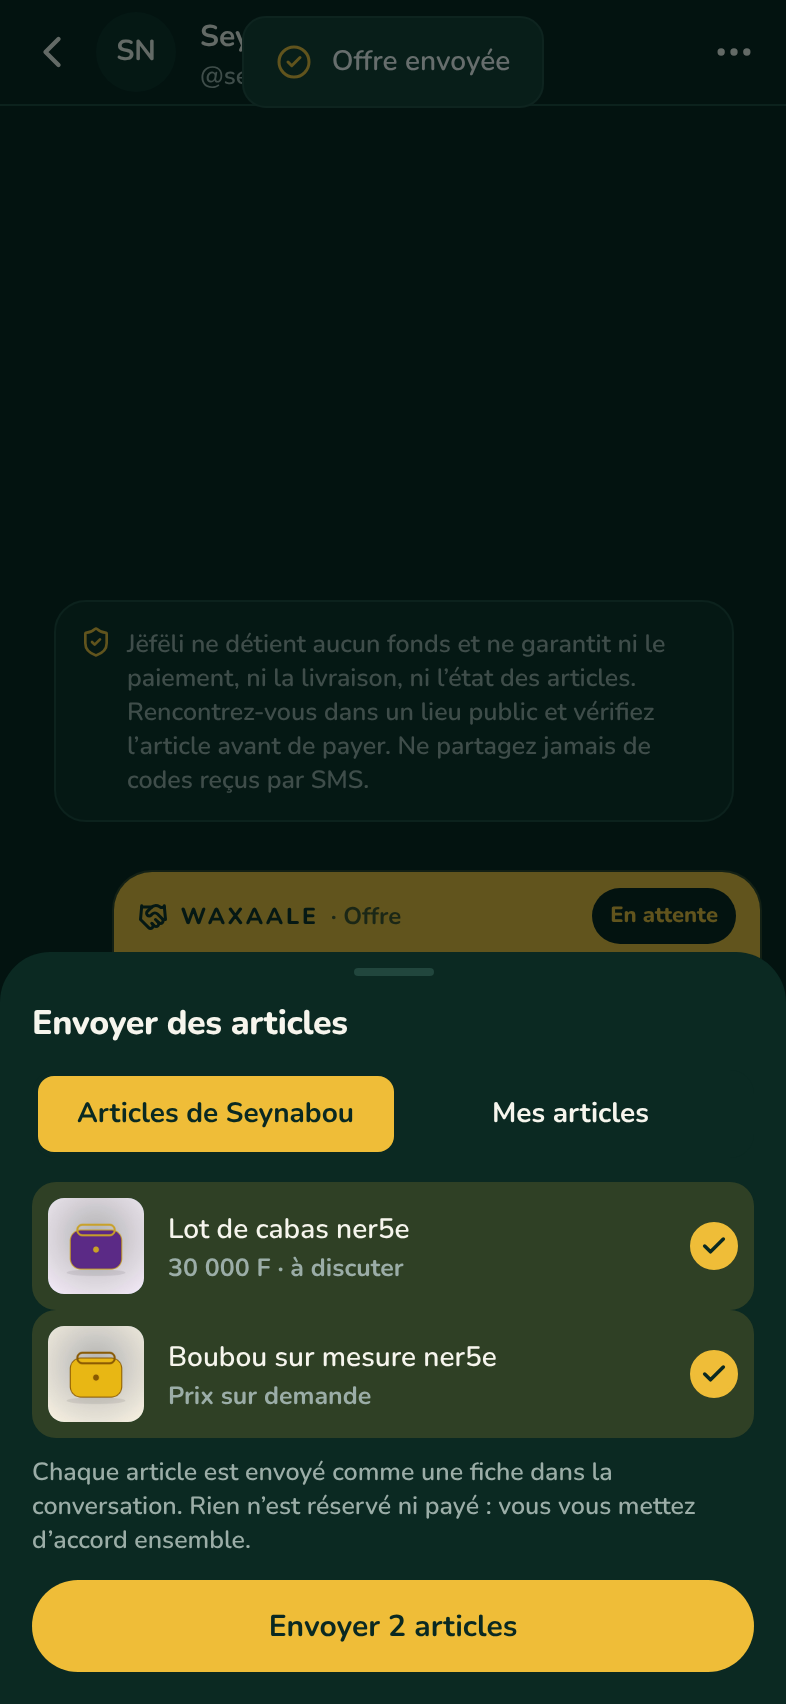 SN
Offre envoyée
Jëfëli ne détient aucun fonds et ne garantit ni le
paiement, ni la livraison, ni l’état des articles.
Rencontrez-vous dans un lieu public et vérifiez
l’article avant de payer. Ne partagez jamais de
codes reçus par SMS.
WAXAALE · Offre
En attente
Envoyer des articles
Articles de Seynabou
Mes articles
Lot de cabas ner5e
30 000 F · à discuter
Boubou sur mesure ner5e
Prix sur demande
Chaque article est envoyé comme une fiche dans la
conversation. Rien n’est réservé ni payé : vous vous mettez
d’accord ensemble.
Envoyer 2 articles